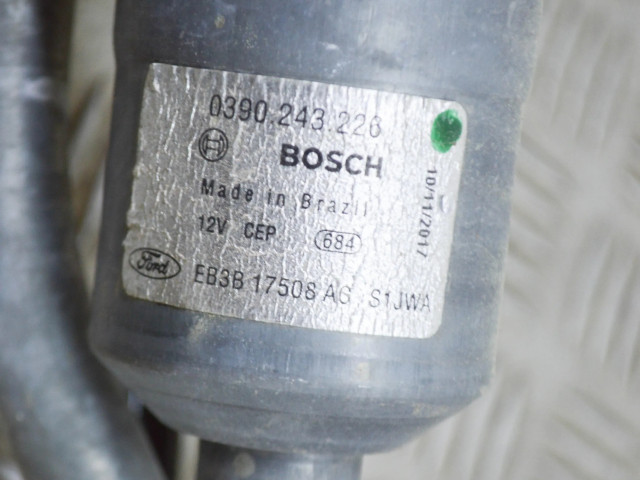 0390.243.226
BOSCH
Made in Brazil
12V CEP 684
Ford EB3B 17508 AG S1JWA
10/11/2017